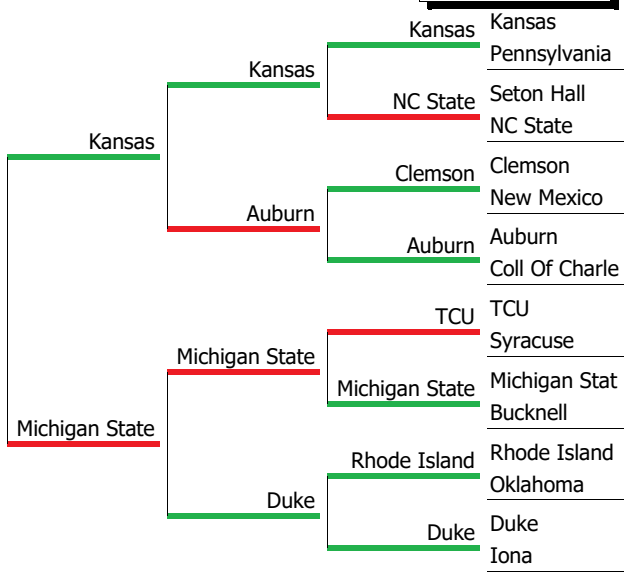 Kansas
Kansas
Pennsylvania
Kansas
NC State
Seton Hall
NC State
Kansas
Clemson
Clemson
New Mexico
Auburn
Auburn
Auburn
Coll Of Charle
TCU
TCU
Syracuse
Michigan State
Michigan State
Michigan Stat
Bucknell
Michigan State
Rhode Island
Rhode Island
Oklahoma
Duke
Duke
Duke
Iona